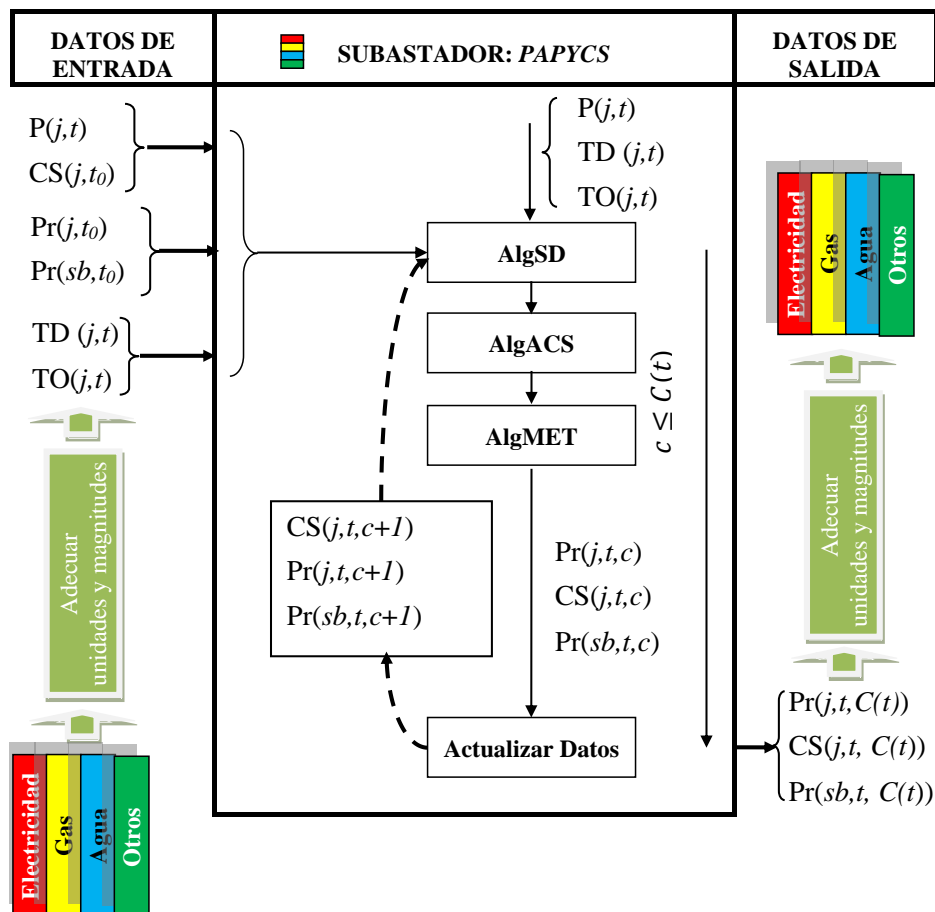 DATOS DE
ENTRADA
SUBASTADOR: PAPYCS
DATOS DE
SALIDA
P(j,t)
CS(j,t0)
Pr(j,t0)
Pr(sb,t0)
TD (j,t)
TO(j,t)
Adecuar
unidades y magnitudes
Electricidad
Gas
Agua
Otros
P(j,t)
TD (j,t)
TO(j,t)
AlgSD
AlgACS
AlgMET
c ≤ C(t)
CS(j,t,c+1)
Pr(j,t,c+1)
Pr(sb,t,c+1)
Pr(j,t,c)
CS(j,t,c)
Pr(sb,t,c)
Actualizar Datos
Electricidad
Gas
Agua
Otros
Adecuar
unidades y magnitudes
Pr(j,t,C(t))
CS(j,t, C(t))
Pr(sb,t, C(t))